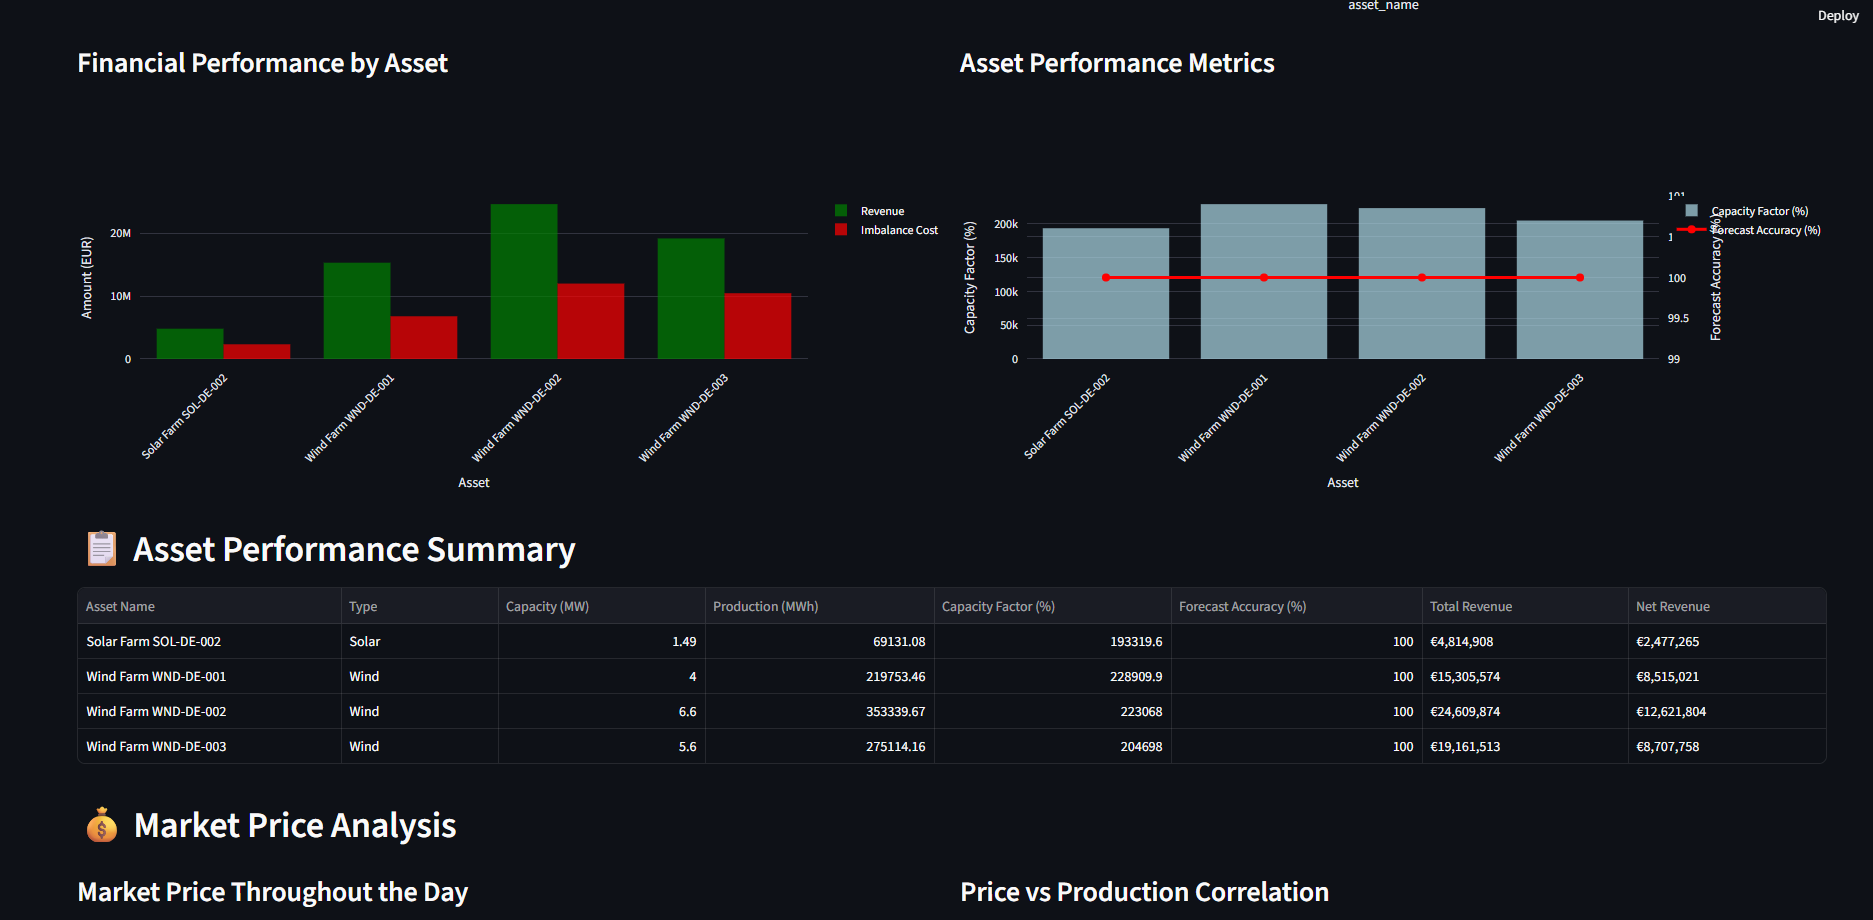 asset_name
Deploy
Financial Performance by Asset
Amount (EUR)
20M
10M
0
Solar Farm SOL-DE-002
Wind Farm WND-DE-001
Wind Farm WND-DE-002
Wind Farm WND-DE-003
Asset
Revenue
Imbalance Cost
Asset Performance Metrics
Capacity Factor (%)
200k
150k
100k
50k
0
Solar Farm SOL-DE-002
Wind Farm WND-DE-001
Wind Farm WND-DE-002
Wind Farm WND-DE-003
Asset
101
100
99.5
99
Forecast Accuracy (%)
Capacity Factor (%)
Forecast Accuracy (%)
📋 Asset Performance Summary
Asset Name Type Capacity (MW) Production (MWh) Capacity Factor (%) Forecast Accuracy (%) Total Revenue Net Revenue
Solar Farm SOL-DE-002 Solar 1.49 69131.08 193319.6 100 €4,814,908 €2,477,265
Wind Farm WND-DE-001 Wind 4 219753.46 228909.9 100 €15,305,574 €8,515,021
Wind Farm WND-DE-002 Wind 6.6 353339.67 223068 100 €24,609,874 €12,621,804
Wind Farm WND-DE-003 Wind 5.6 275114.16 204698 100 €19,161,513 €8,707,758
💰 Market Price Analysis
Market Price Throughout the Day
Price vs Production Correlation